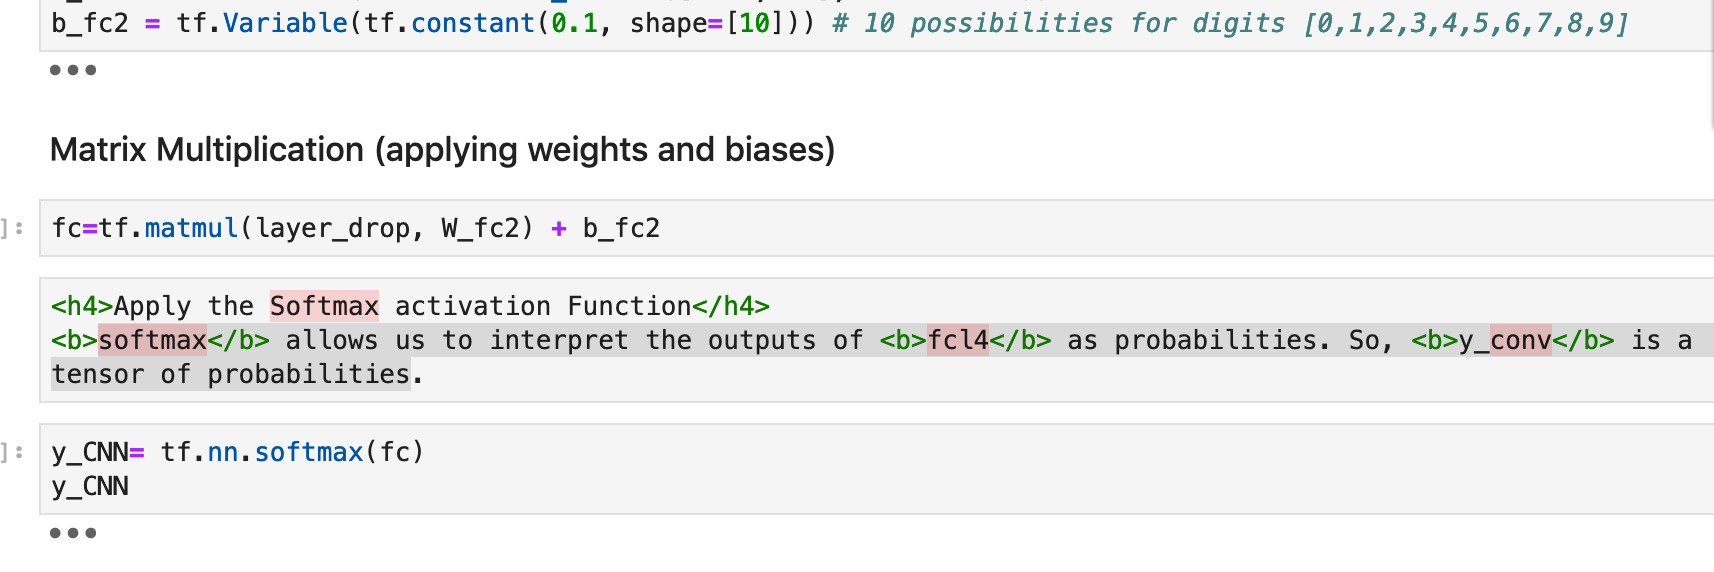 b_fc2 = tf.Variable(tf.constant(0.1, shape=[10])) # 10 possibilities for digits [0,1,2,3,4,5,6,7,8,9]
Matrix Multiplication (applying weights and biases)
]: fc=tf.matmul(layer_drop, W_fc2) + b_fc2
<h4>Apply the Softmax activation Function</h4>
<b>softmax</b> allows us to interpret the outputs of <b>fcl4</b> as probabilities. So, <b>y_conv</b> is a
tensor of probabilities.
]: y_CNN= tf.nn.softmax(fc)
y_CNN